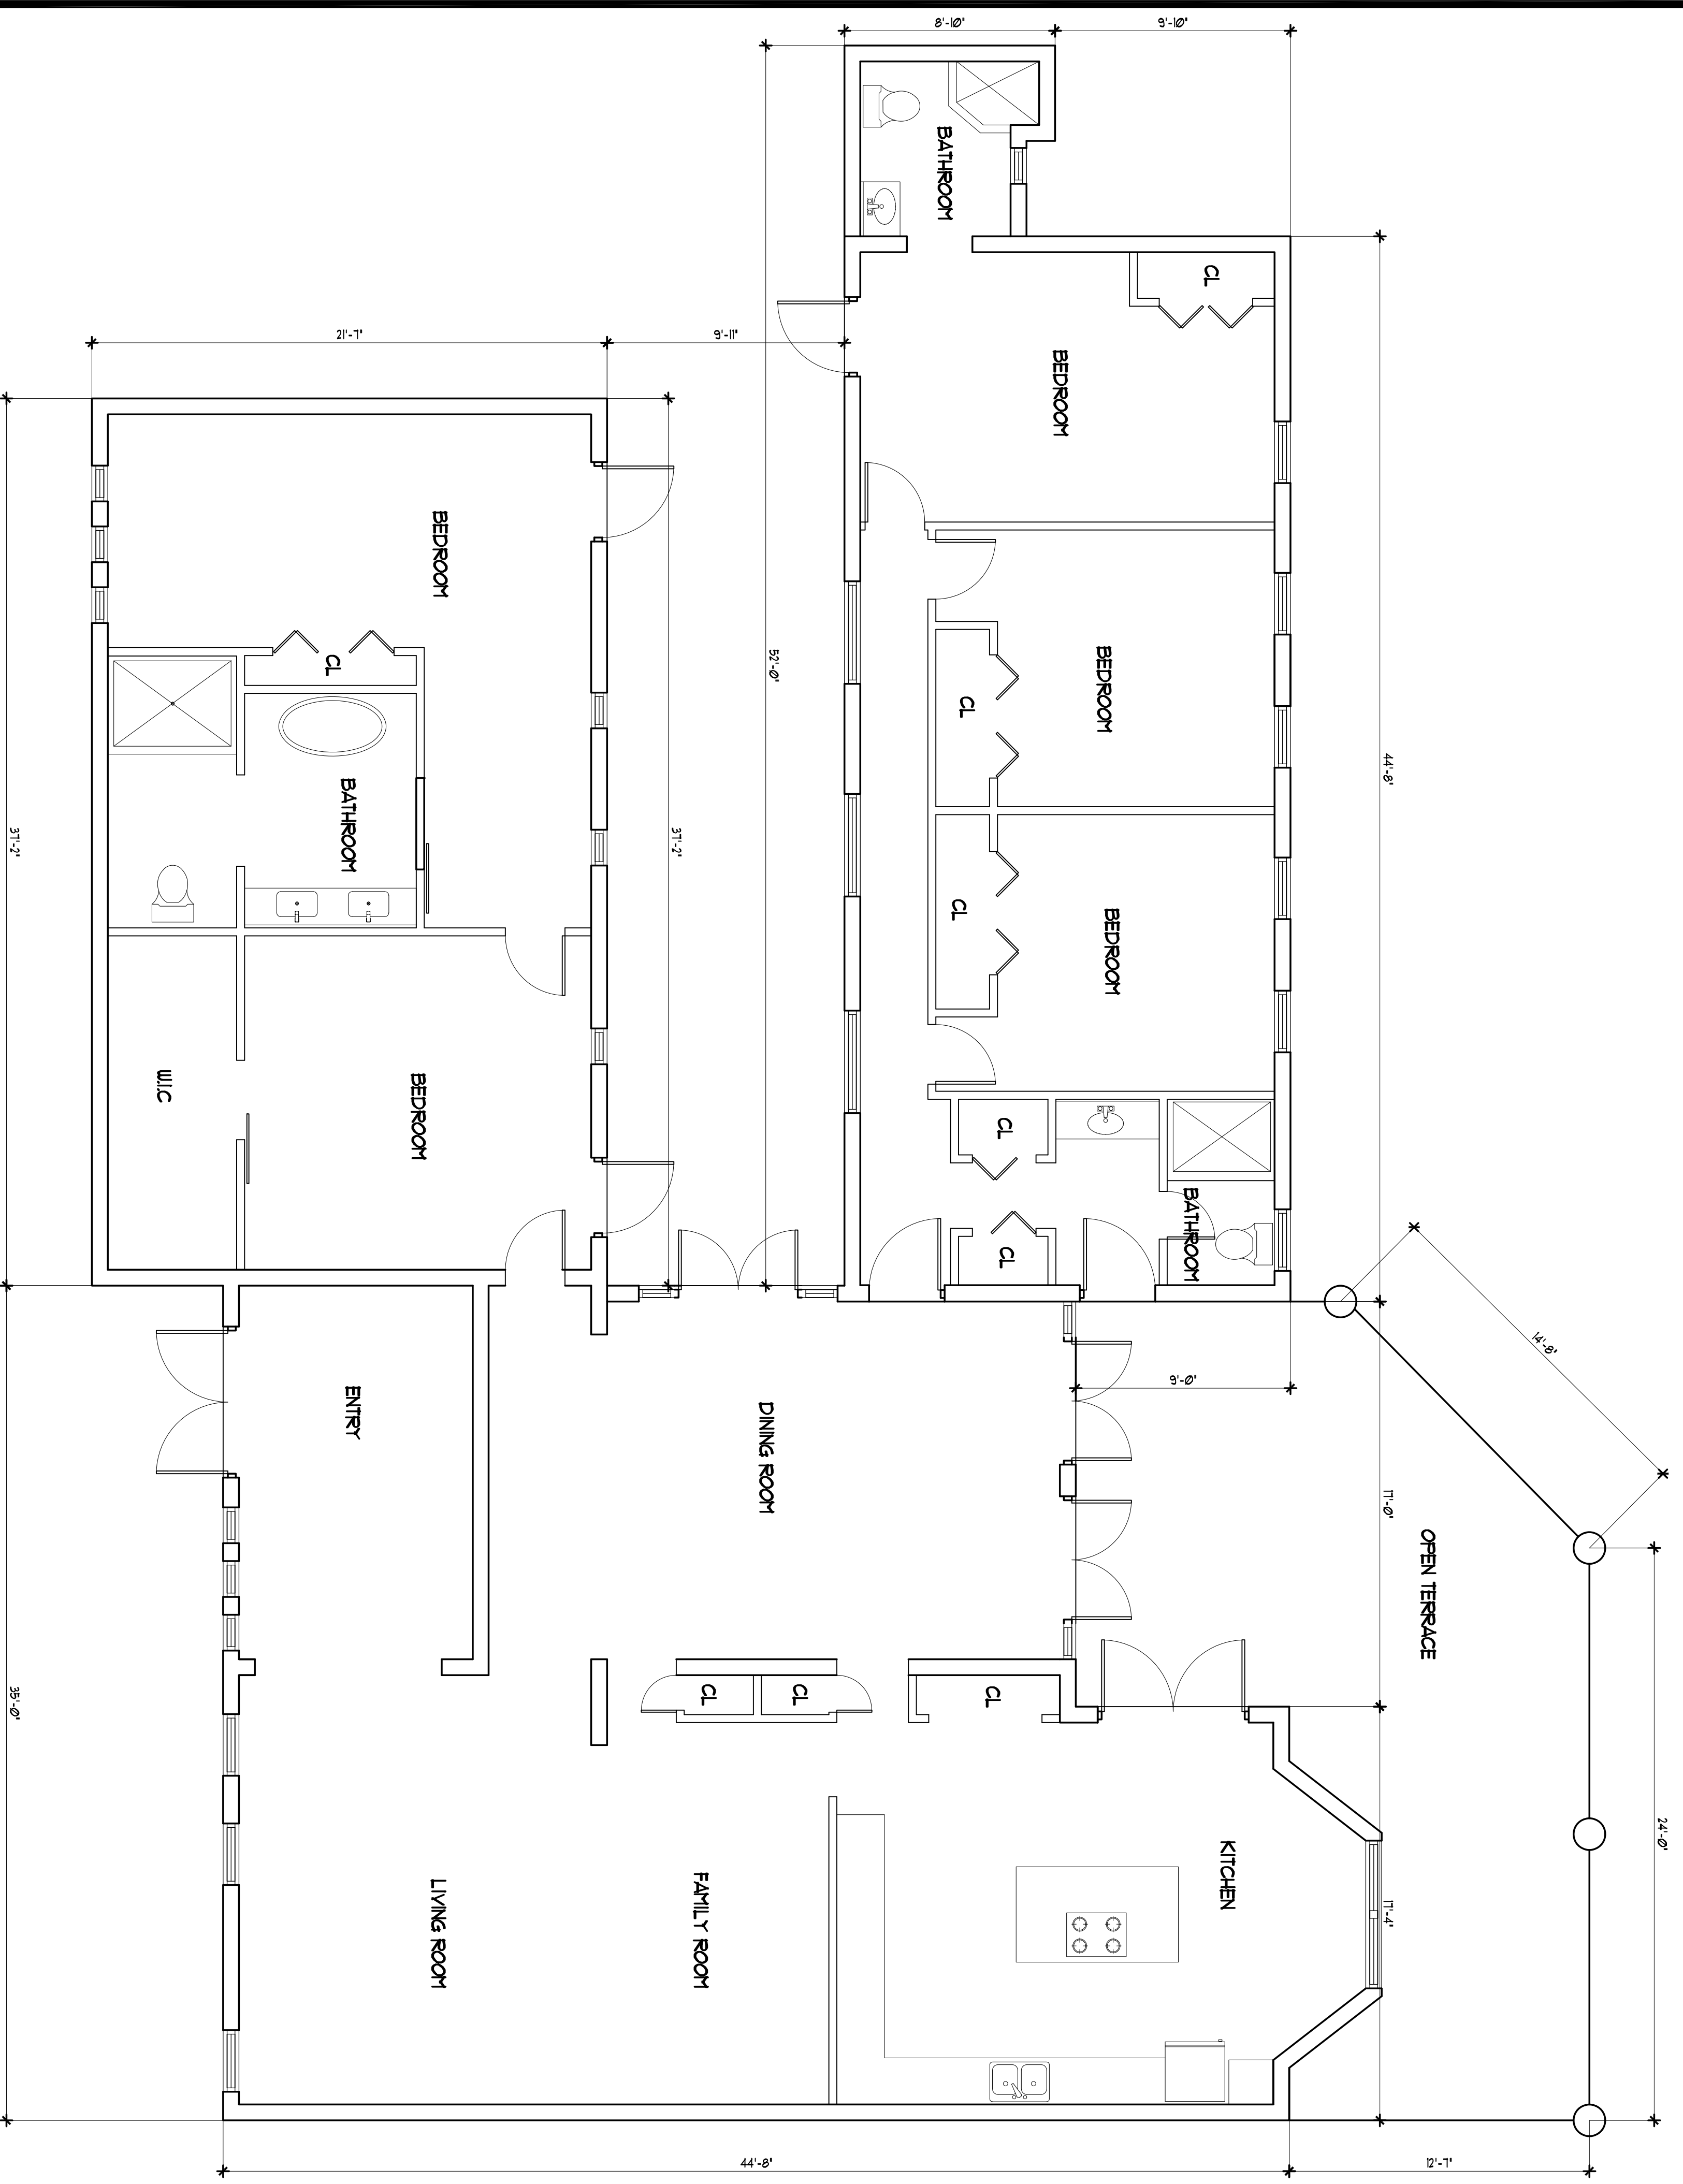 8'-10"
9'-10"
BATHROOM
CL
21'-7"
9'-11"
BEDROOM
BEDROOM
52'-0"
BEDROOM
CL
CL
44'-8"
BATHROOM
37'-2"
37'-2"
CL
BEDROOM
W.I.C
BEDROOM
CL
CL
BATHROOM
CL
14'-8"
9'-0"
ENTRY
DINING ROOM
17'-0"
OPEN TERRACE
35'-0"
CL
CL
CL
LIVING ROOM
FAMILY ROOM
KITCHEN
17'-4"
24'-0"
44'-8"
12'-7"